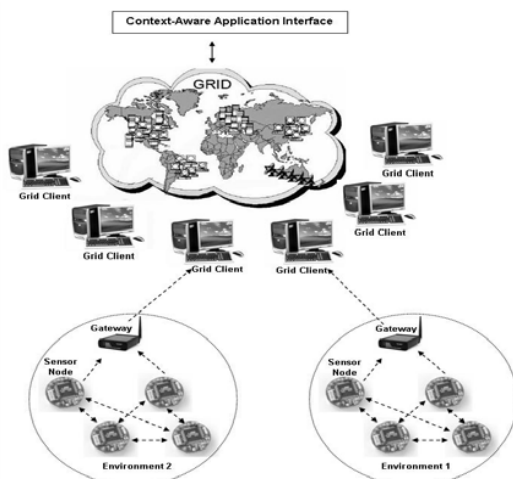 Context-Aware Application Interface
GRID
Grid Client
Grid Client
Grid Client
Grid Client
Grid Client
Grid Client
Gateway
Gateway
Sensor
Node
Sensor
Node
Environment 2
Environment 1